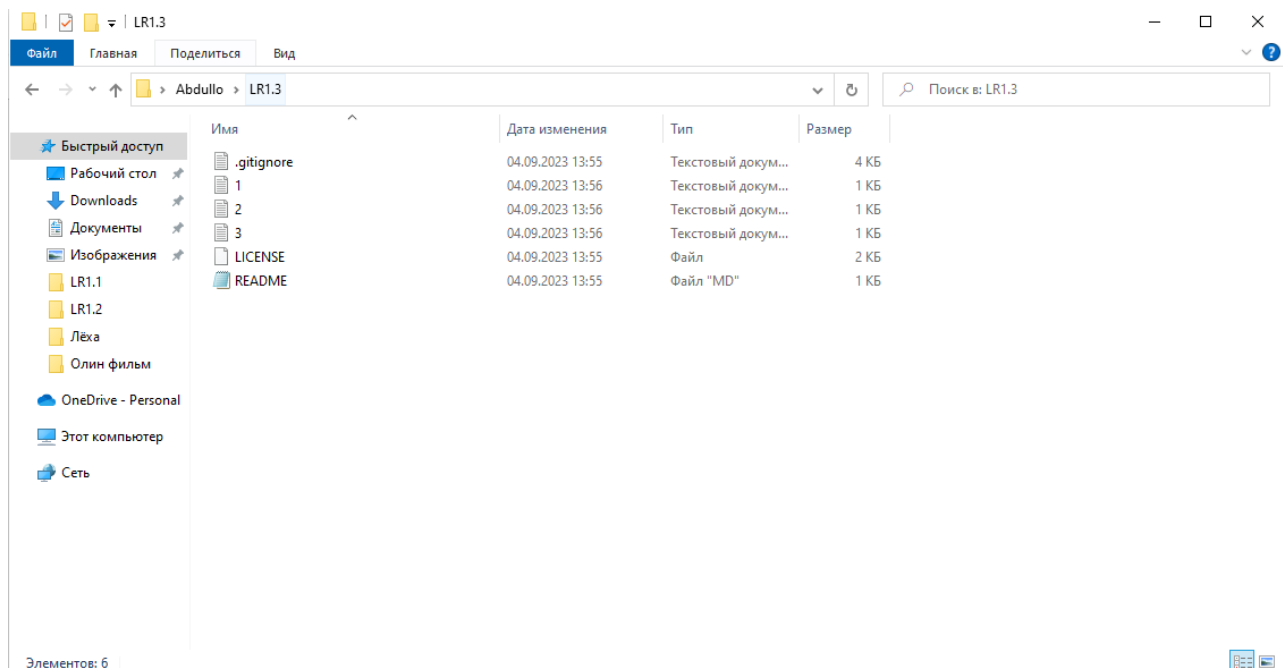 LR1.3
Файл Главная Поделиться Вид
Abdullo LR1.3 Поиск в: LR1.3
Имя Дата изменения Тип Размер
Быстрый доступ
Рабочий стол
Downloads
Документы
Изображения
LR1.1
LR1.2
Лёха
Олин фильм
OneDrive - Personal
Этот компьютер
Сеть
.gitignore 04.09.2023 13:55 Текстовый докум... 4 КБ
1 04.09.2023 13:56 Текстовый докум... 1 КБ
2 04.09.2023 13:56 Текстовый докум... 1 КБ
3 04.09.2023 13:56 Текстовый докум... 1 КБ
LICENSE 04.09.2023 13:55 Файл 2 КБ
README 04.09.2023 13:55 Файл "MD" 1 КБ
Элементов: 6